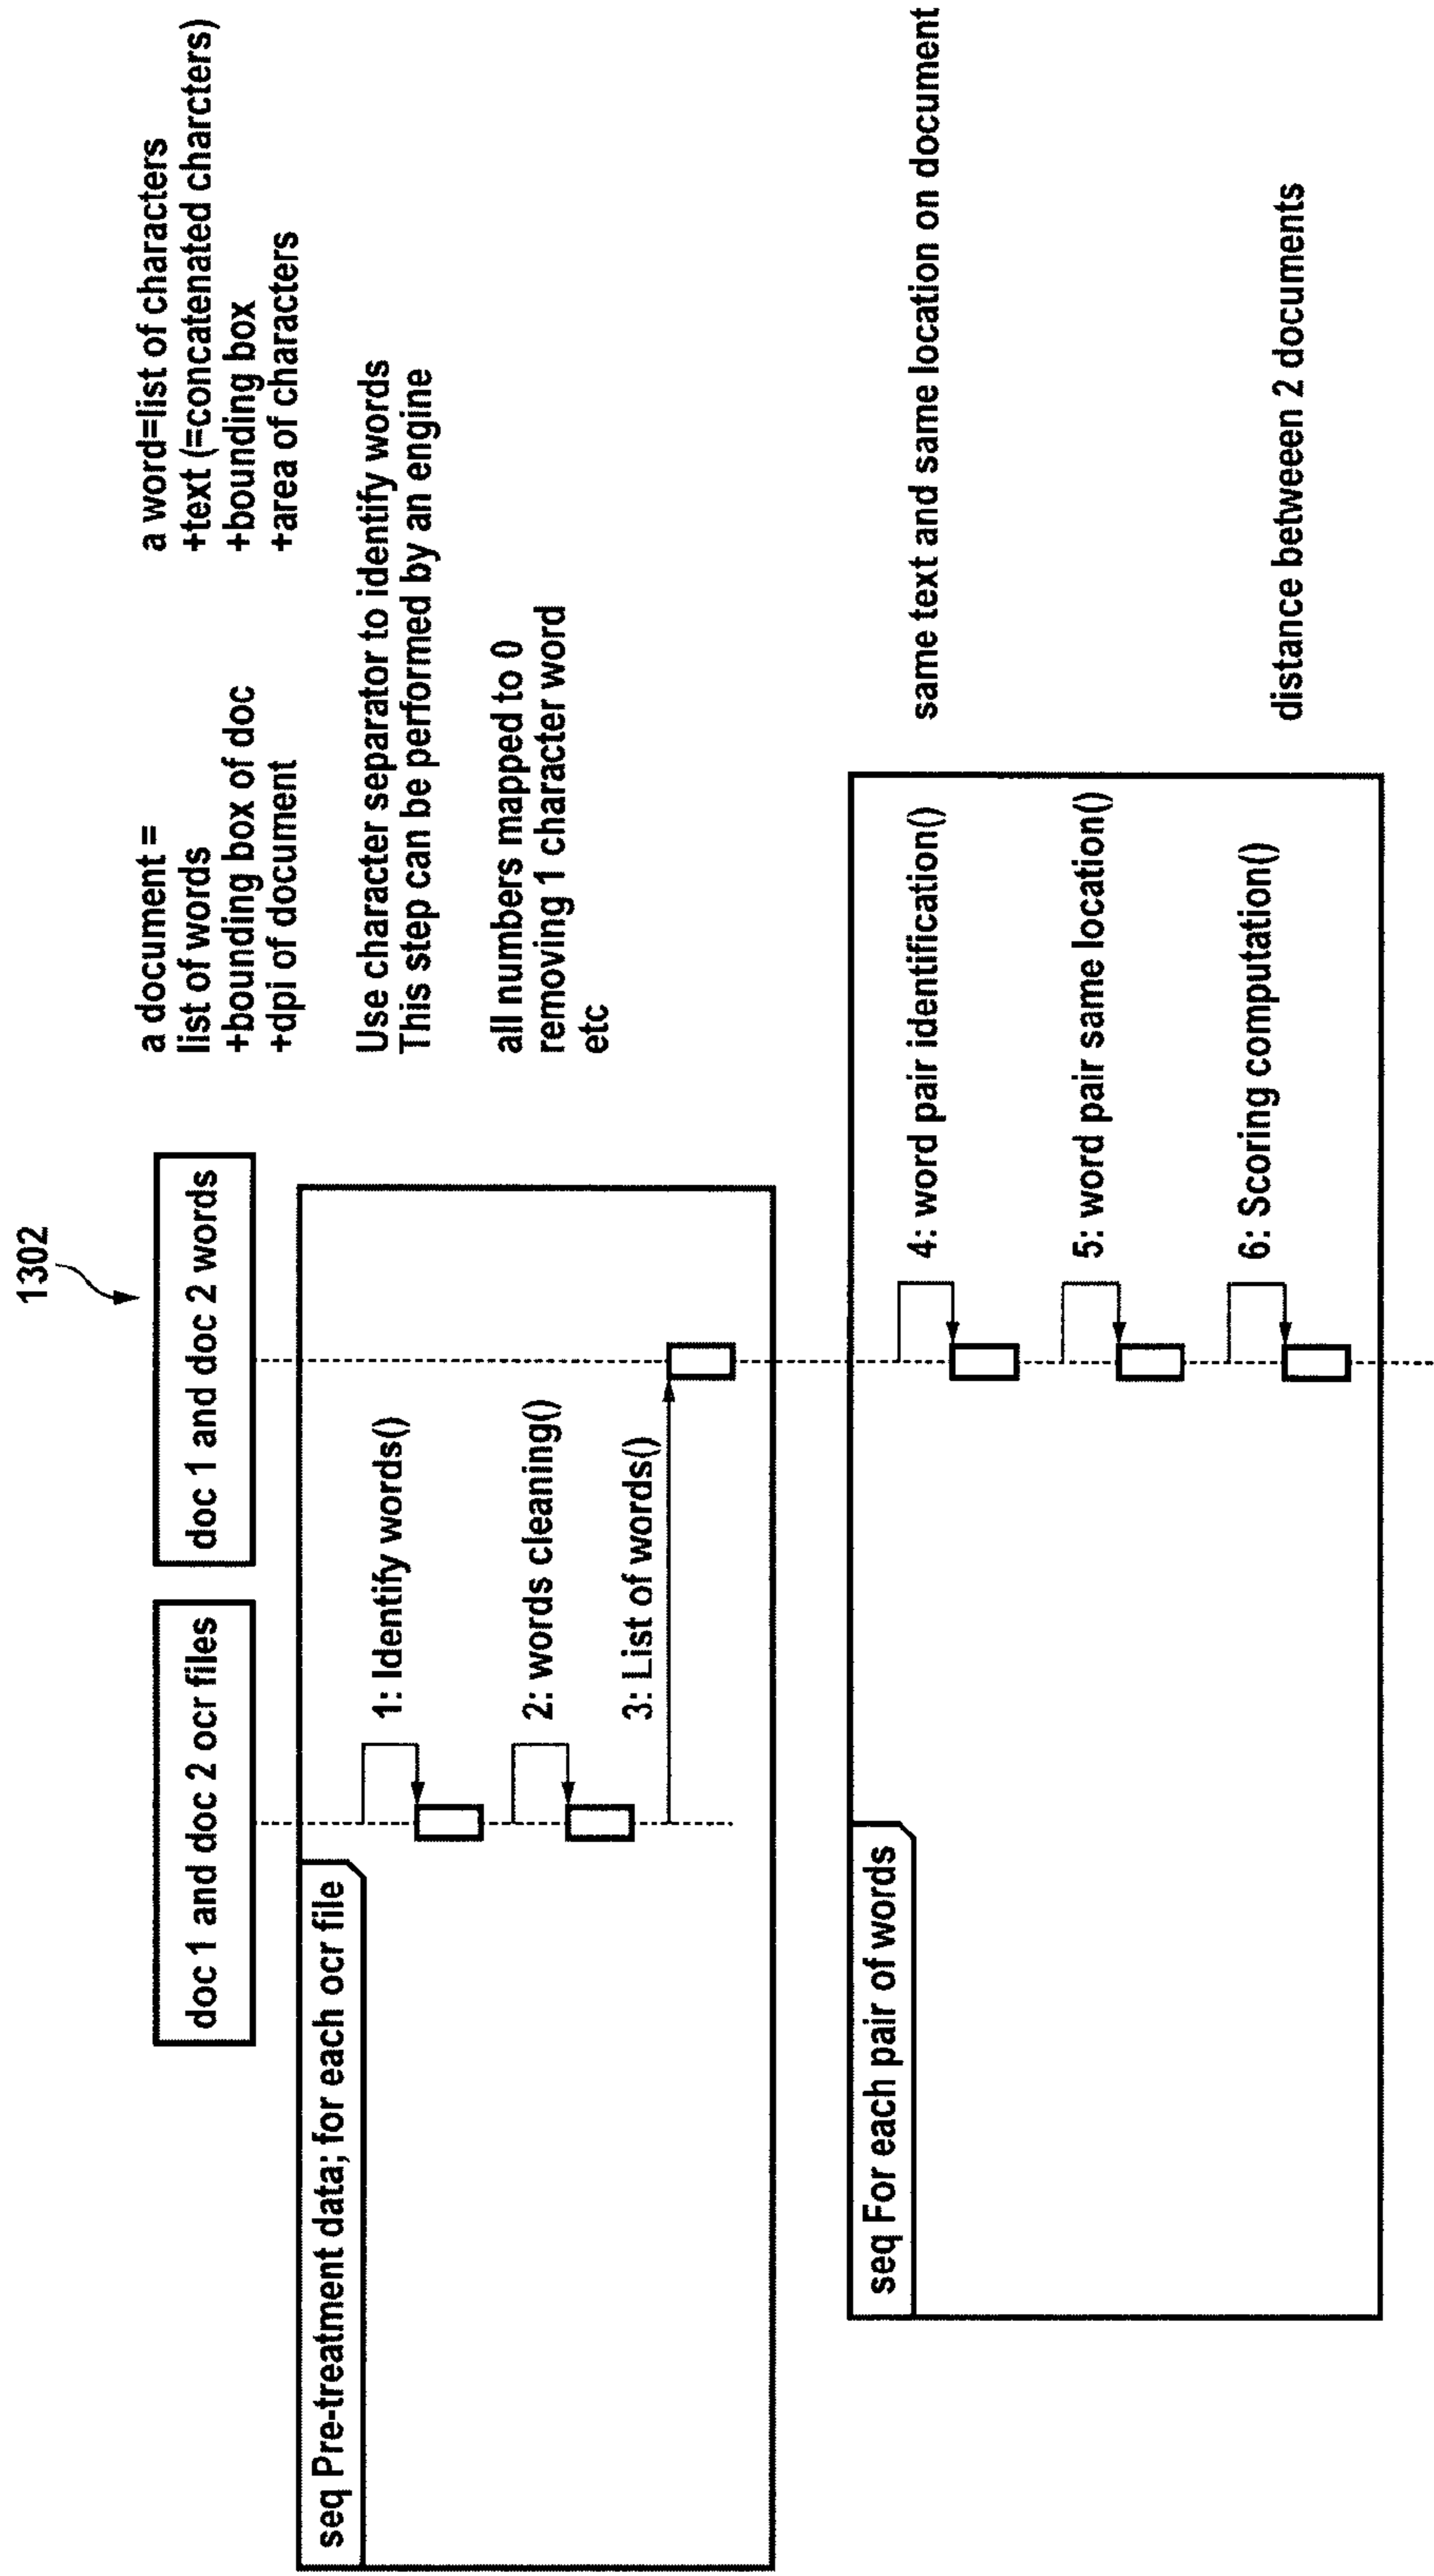 1302
doc 1 and doc 2 ocr files
doc 1 and doc 2 words
a document =
list of words
+bounding box of doc
+dpi of document
a word=list of characters
+text (=concatenated charcters)
+bounding box
+area of characters
seq Pre-treatment data; for each ocr file
1: Identify words()
Use character separator to identify words
This step can be performed by an engine
2: words cleaning()
all numbers mapped to 0
removing 1 character word
etc
3: List of words()
seq For each pair of words
4: word pair identification()
same text and same location on document
5: word pair same location()
6: Scoring computation()
distance betweeen 2 documents